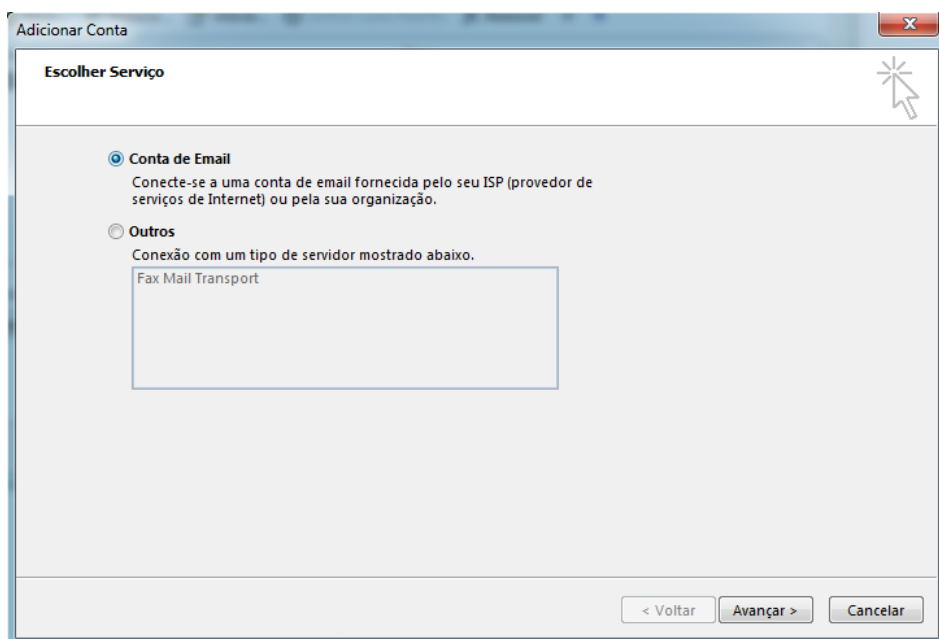 Adicionar Conta
Escolher Serviço
Conta de Email
Conecte-se a uma conta de email fornecida pelo seu ISP (provedor de
serviços de Internet) ou pela sua organização.
Outros
Conexão com um tipo de servidor mostrado abaixo.
Fax Mail Transport
< Voltar
Avançar >
Cancelar